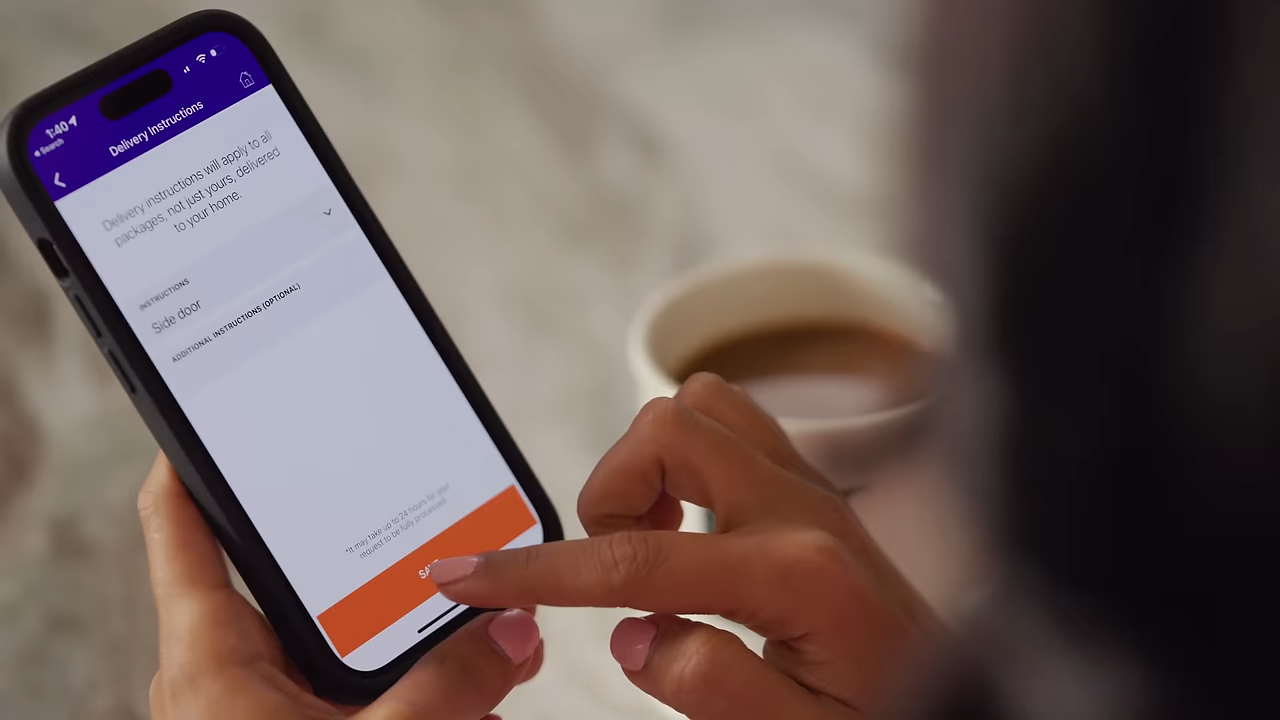 1:40
Search
Delivery Instructions
Delivery instructions will apply to all
packages, not just yours, delivered
to your home.
INSTRUCTIONS
Side door
ADDITIONAL INSTRUCTIONS (OPTIONAL)
*It may take up to 24 hours for your
request to be fully processed.